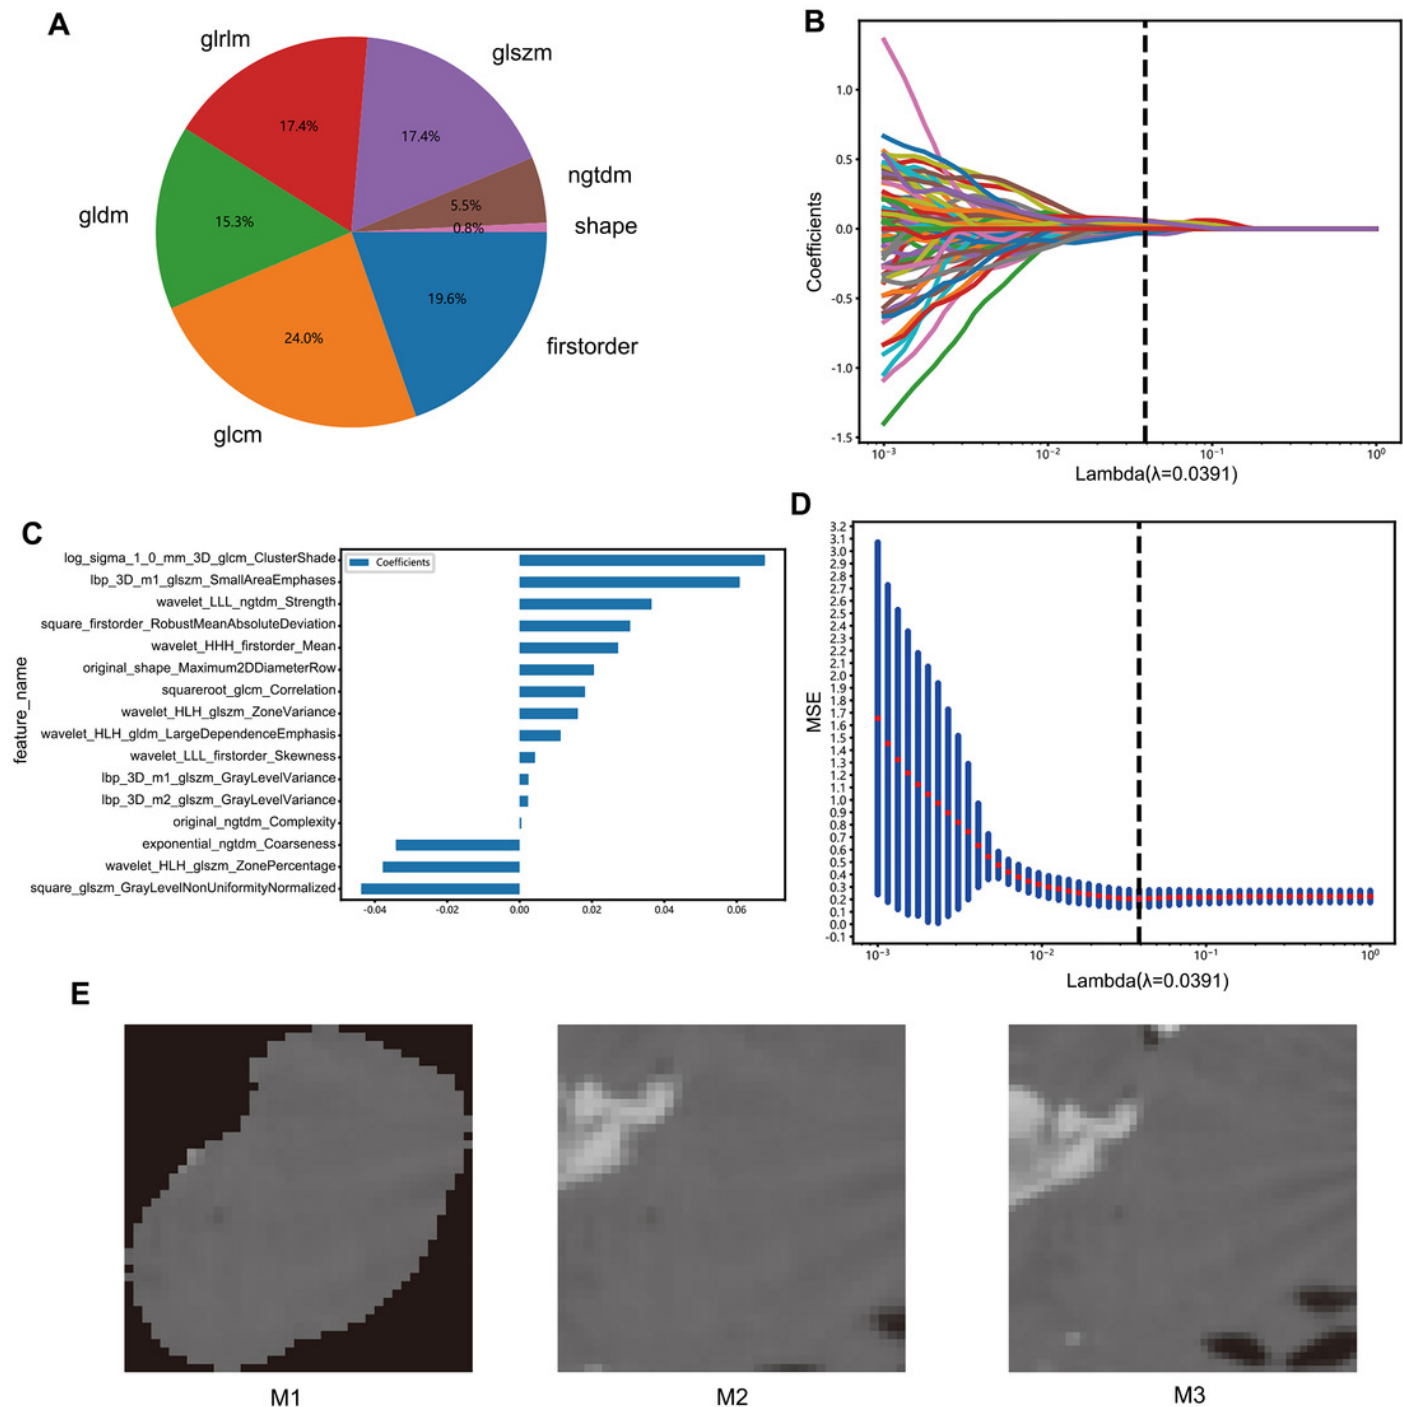 A
glrlm
glszm
17.4%
17.4%
ngtdm
5.5%
shape
0.8%
gldm
15.3%
19.6%
24.0%
firstorder
glcm
B
1.0
0.5
0.0
-0.5
-1.0
-1.5
Coefficients
10⁻³
10⁻²
10⁻¹
10⁰
Lambda(λ=0.0391)
C
feature_name
Coefficients
log_sigma_1_0_mm_3D_glcm_ClusterShade
lbp_3D_m1_glszm_SmallAreaEmphases
wavelet_LLL_ngtdm_Strength
square_firstorder_RobustMeanAbsoluteDeviation
wavelet_HHH_firstorder_Mean
original_shape_Maximum2DDiameterRow
squareroot_glcm_Correlation
wavelet_HLH_glszm_ZoneVariance
wavelet_HLH_gldm_LargeDependenceEmphasis
wavelet_LLL_firstorder_Skewness
lbp_3D_m1_glszm_GrayLevelVariance
lbp_3D_m2_glszm_GrayLevelVariance
original_ngtdm_Complexity
exponential_ngtdm_Coarseness
wavelet_HLH_glszm_ZonePercentage
square_glszm_GrayLevelNonUniformityNormalized
-0.04
-0.02
0.00
0.02
0.04
0.06
D
3.2
3.1
3.0
2.9
2.8
2.7
2.6
2.5
2.4
2.3
2.2
2.1
2.0
1.9
1.8
1.7
1.6
1.5
1.4
1.3
1.2
1.1
1.0
0.9
0.8
0.7
0.6
0.5
0.4
0.3
0.2
0.1
0.0
-0.1
MSE
10⁻³
10⁻²
10⁻¹
10⁰
Lambda(λ=0.0391)
E
M1
M2
M3